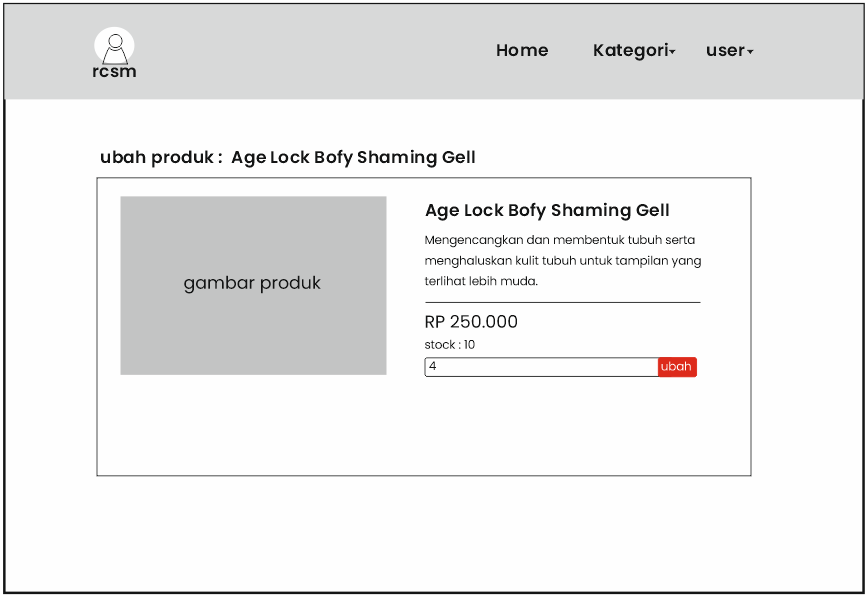 rcsm
Home Kategori user
ubah produk : Age Lock Bofy Shaming Gell
gambar produk
Age Lock Bofy Shaming Gell
Mengencangkan dan membentuk tubuh serta
menghaluskan kulit tubuh untuk tampilan yang
terlihat lebih muda.
RP 250.000
stock : 10
4
ubah